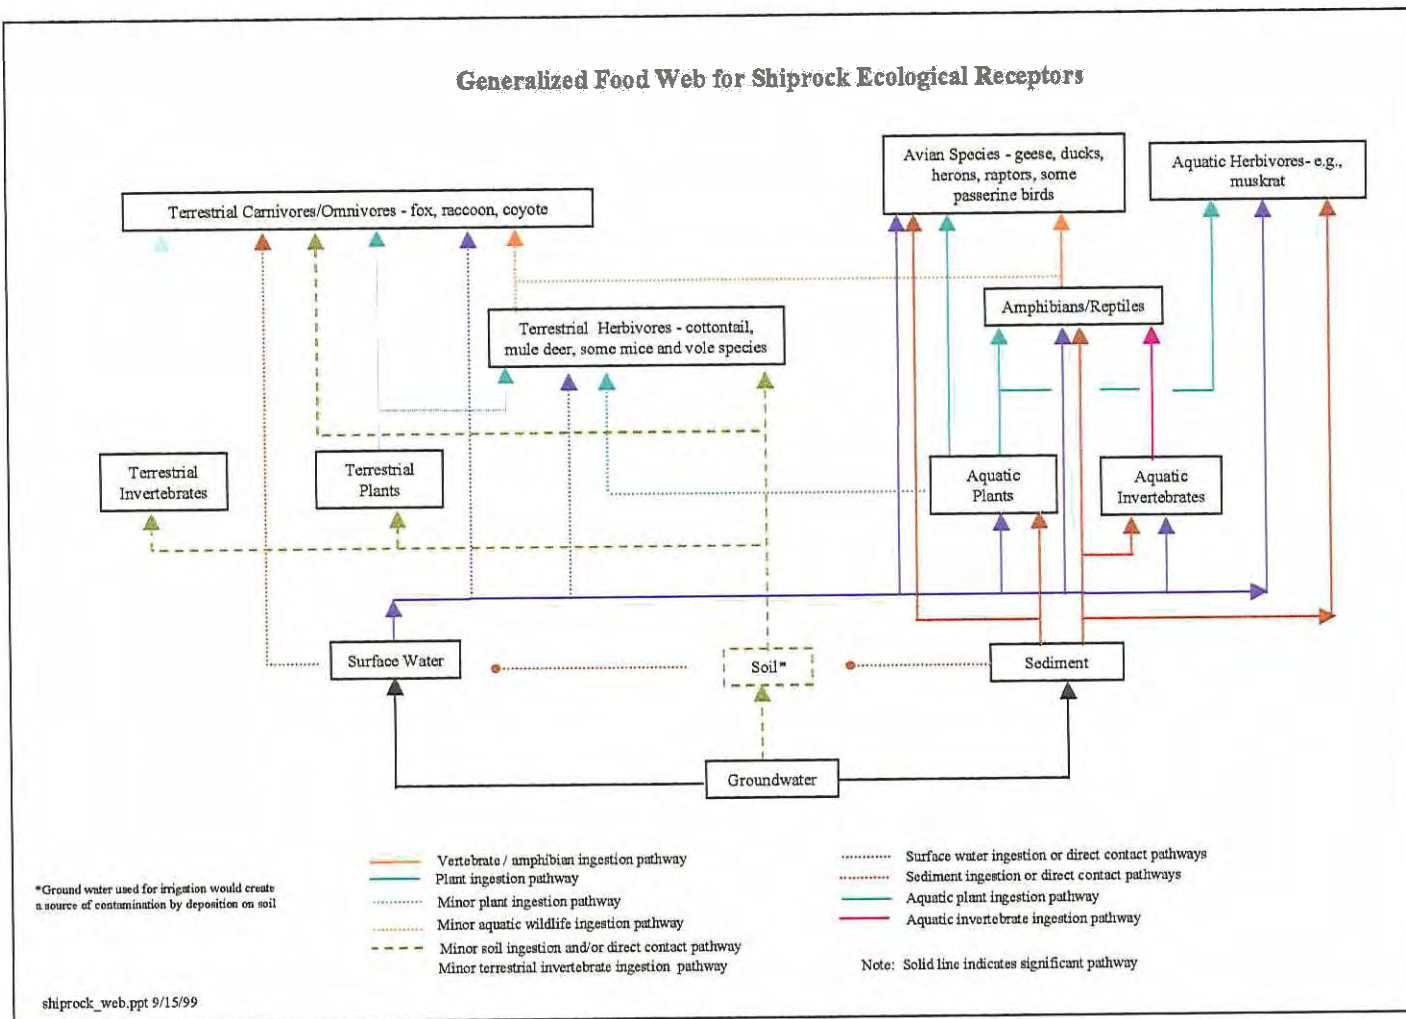 Generalized Food Web for Shiprock Ecological Receptors
Avian Species - geese, ducks,
herons, raptors, some
passerine birds
Aquatic Herbivores- e.g.,
muskrat
Terrestrial Carnivores/Omnivores - fox, raccoon, coyote
Amphibians/Reptiles
Terrestrial Herbivores - cottontail,
mule deer, some mice and vole species
Terrestrial
Invertebrates
Terrestrial
Plants
Aquatic
Plants
Aquatic
Invertebrates
Surface Water
Soil*
Sediment
Groundwater
*Ground water used for irrigation would create
a source of contamination by deposition on soil
Vertebrate / amphibian ingestion pathway
Plant ingestion pathway
Minor plant ingestion pathway
Minor aquatic wildlife ingestion pathway
Minor soil ingestion and/or direct contact pathway
Minor terrestrial invertebrate ingestion pathway
Surface water ingestion or direct contact pathways
Sediment ingestion or direct contact pathways
Aquatic plant ingestion pathway
Aquatic invertebrate ingestion pathway
Note: Solid line indicates significant pathway
shiprock_web.ppt 9/15/99